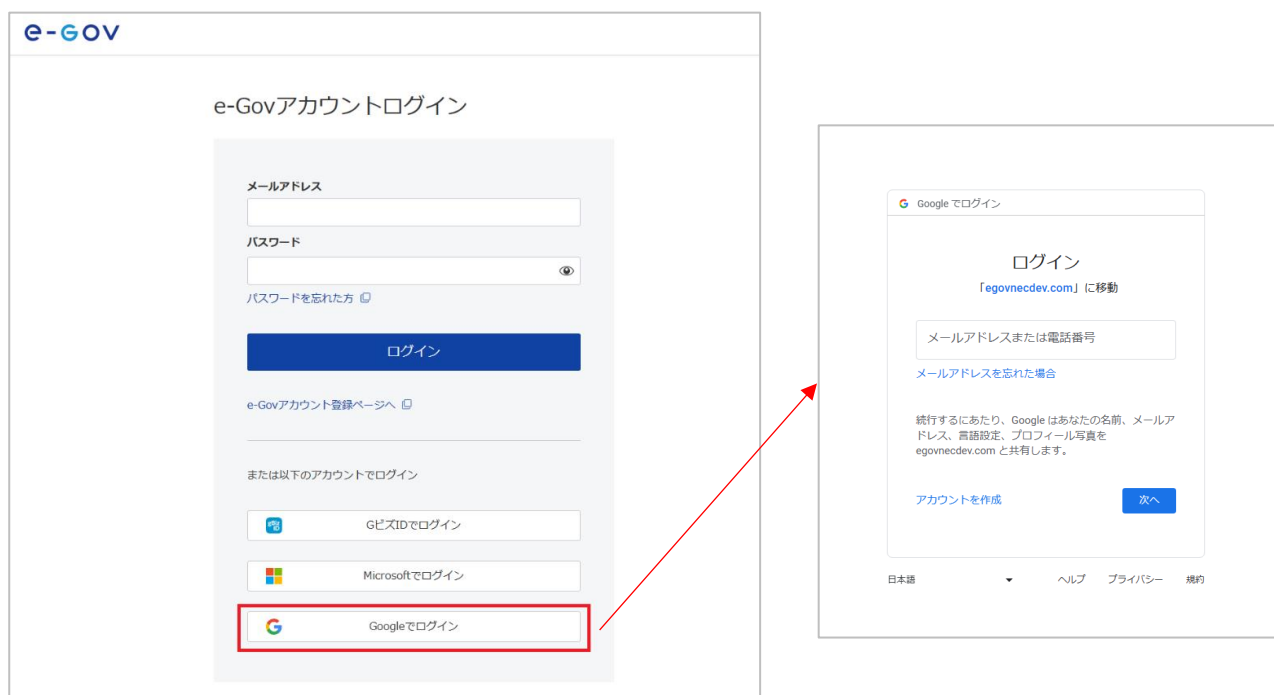 e-Gov
e-Govアカウントログイン
メールアドレス
パスワード
パスワードを忘れた方
ログイン
e-Govアカウント登録ページへ
または以下のアカウントでログイン
GビズIDでログイン
Microsoftでログイン
Googleでログイン
Google でログイン
ログイン
「egovnecdev.com」に移動
メールアドレスまたは電話番号
メールアドレスを忘れた場合
続行するにあたり、Google はあなたの名前、メールア
ドレス、言語設定、プロフィール写真を
egovnecdev.com と共有します。
アカウントを作成
次へ
日本語 ヘルプ プライバシー 規約